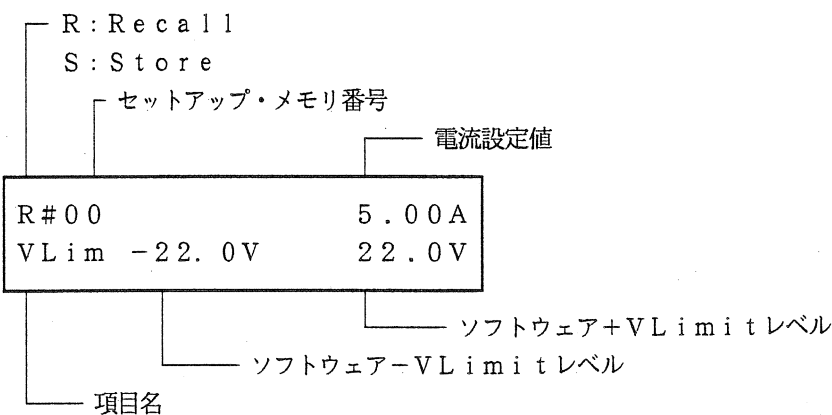 R:Recall
S:Store
セットアップ・メモリ番号
電流設定値
R#00 5.00A
VLim -22.0V 22.0V
ソフトウェア+VLimitレベル
ソフトウェア-VLimitレベル
項目名